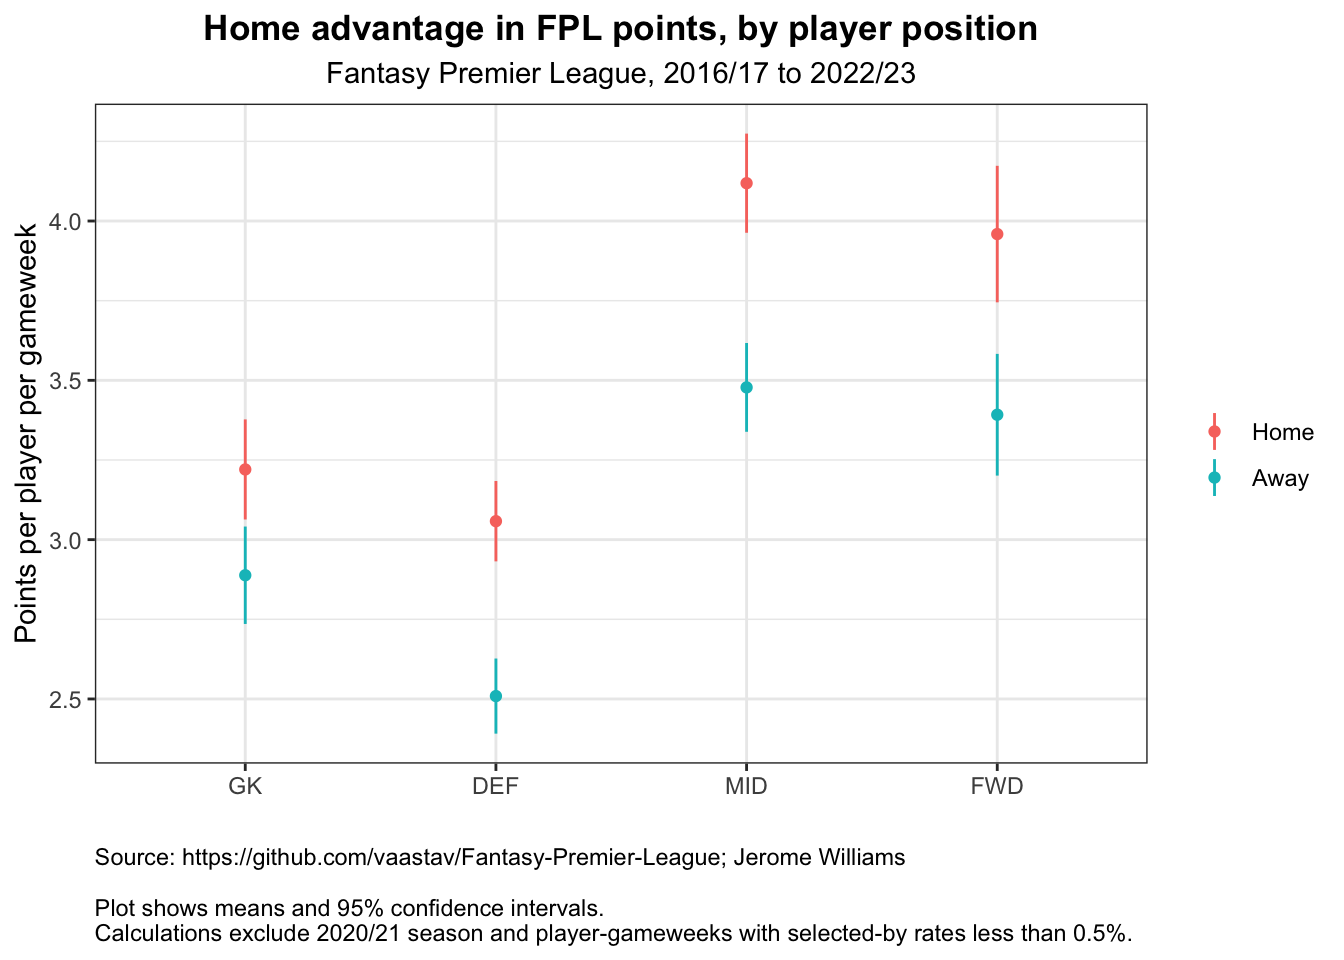 Home advantage in FPL points, by player position
Fantasy Premier League, 2016/17 to 2022/23
Points per player per gameweek
4.0
3.5
3.0
2.5
GK DEF MID FWD
Home
Away
Source: https://github.com/vaastav/Fantasy-Premier-League; Jerome Williams
Plot shows means and 95% confidence intervals.
Calculations exclude 2020/21 season and player-gameweeks with selected-by rates less than 0.5%.